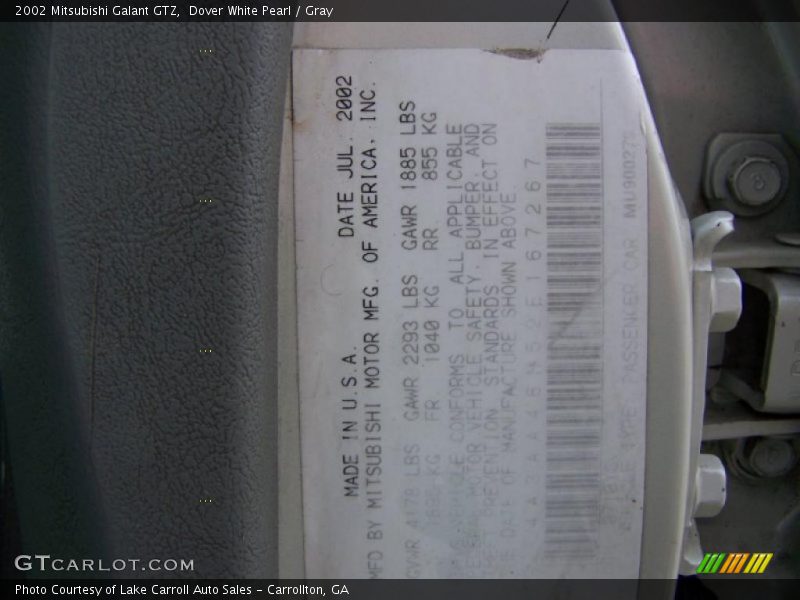 2002 Mitsubishi Galant GTZ, Dover White Pearl / Gray
MADE IN U.S.A. DATE JUL. 2002
MFD BY MITSUBISHI MOTOR MFG. OF AMERICA, INC.
GVWR 4178 LBS GAWR 2293 LBS GAWR 1885 LBS
KG FR. 1040 KG RR 855 KG
CONFORMS TO ALL APPLICABLE
MOTOR VEHICLE SAFETY, BUMPER, AND
PREVENTION STANDARDS IN EFFECT ON
DATE OF MANUFACTURE SHOWN ABOVE.
TYPE: PASSENGER CAR
GTCARLOT.COM
Photo Courtesy of Lake Carroll Auto Sales - Carrollton, GA